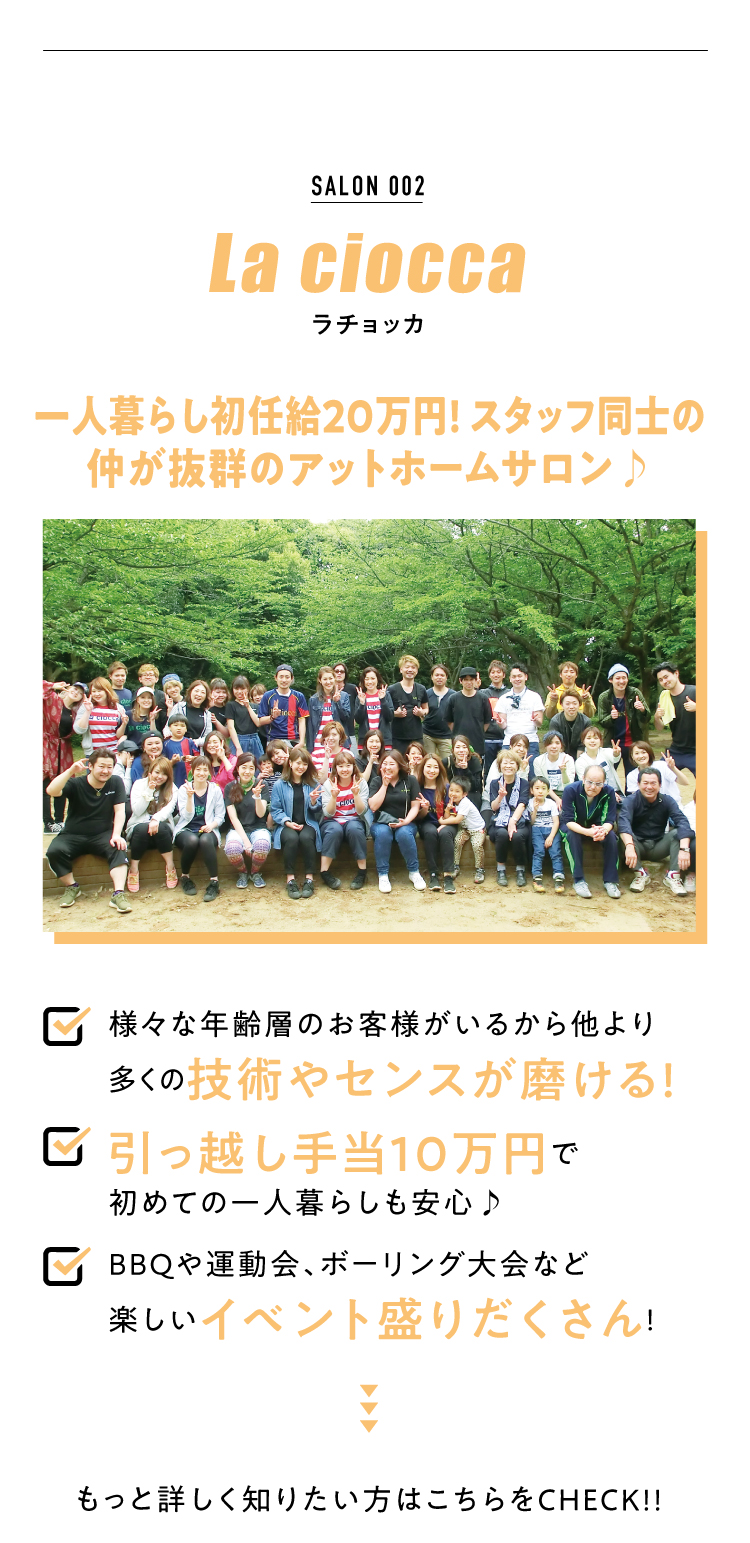 SALON 002
La ciocca
ラチョッカ
一人暮らし初任給20万円! スタッフ同士の
仲が抜群のアットホームサロン♪
様々な年齢層のお客様がいるから他より
多くの技術やセンスが磨ける!
引っ越し手当10万円で
初めての一人暮らしも安心♪
BBQや運動会、ボーリング大会など
楽しいイベント盛りだくさん!
もっと詳しく知りたい方はこちらをCHECK!!